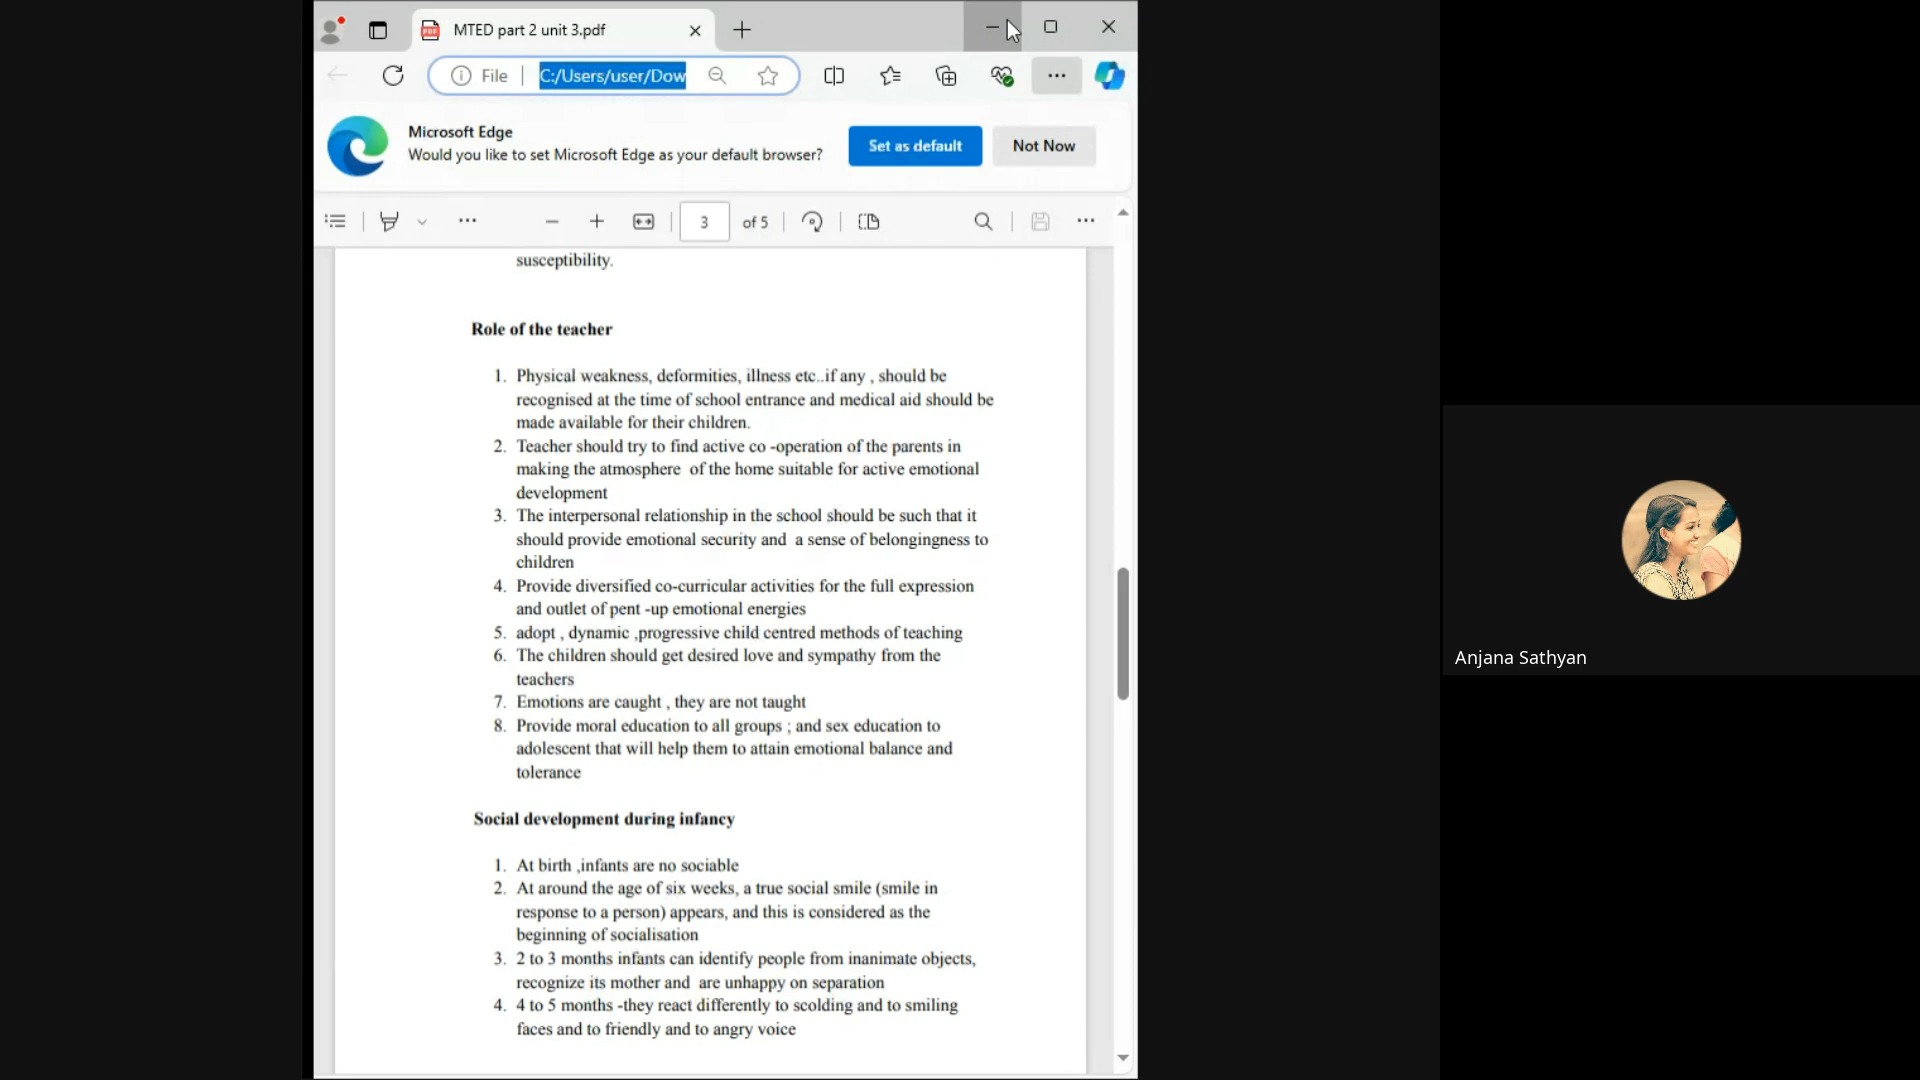 MTED part 2 unit 3.pdf
File
C:/Users/user/Dow
Microsoft Edge
Would you like to set Microsoft Edge as your default browser?
Set as default
Not Now
3 of 5
susceptibility.
Role of the teacher
1. Physical weakness, deformities, illness etc..if any , should be
recognised at the time of school entrance and medical aid should be
made available for their children.
2. Teacher should try to find active co -operation of the parents in
making the atmosphere of the home suitable for active emotional
development
3. The interpersonal relationship in the school should be such that it
should provide emotional security and a sense of belongingness to
children
4. Provide diversified co-curricular activities for the full expression
and outlet of pent -up emotional energies
5. adopt , dynamic ,progressive child centred methods of teaching
6. The children should get desired love and sympathy from the
teachers
7. Emotions are caught , they are not taught
8. Provide moral education to all groups ; and sex education to
adolescent that will help them to attain emotional balance and
tolerance
Social development during infancy
1. At birth ,infants are no sociable
2. At around the age of six weeks, a true social smile (smile in
response to a person) appears, and this is considered as the
beginning of socialisation
3. 2 to 3 months infants can identify people from inanimate objects,
recognize its mother and are unhappy on separation
4. 4 to 5 months -they react differently to scolding and to smiling
faces and to friendly and to angry voice
Anjana Sathyan